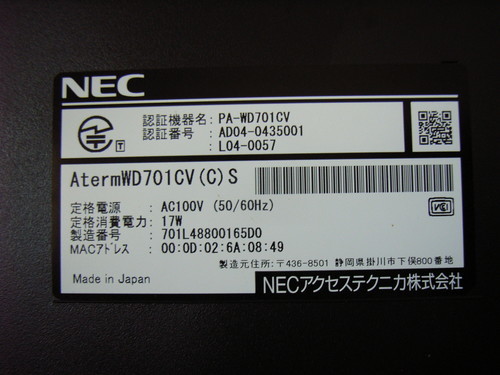 NEC
認証機器名: PA-WD701CV
認証番号 : AD04-0435001
: L04-0057
T
AtermWD701CV(C)S
定格電源 : AC100V (50/60Hz)
定格消費電力: 17W
製造番号 : 701L48800165D0
MACアドレス : 00:0D:02:6A:08:49
VCI
製造元住所:〒436-8501 静岡県掛川市下俣800番地
Made in Japan
NECアクセステクニカ株式会社